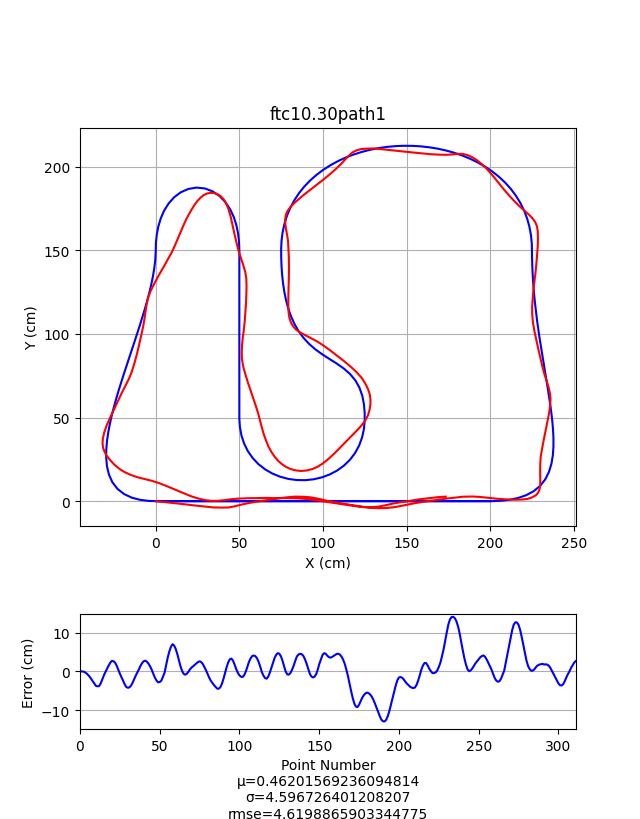 ftc10.30path1
Y (cm)
200
150
100
50
0
0 50 100 150 200 250
X (cm)
Error (cm)
10
0
−10
0 50 100 150 200 250 300
Point Number
μ=0.46201569236094814
σ=4.596726401208207
rmse=4.6198865903344775